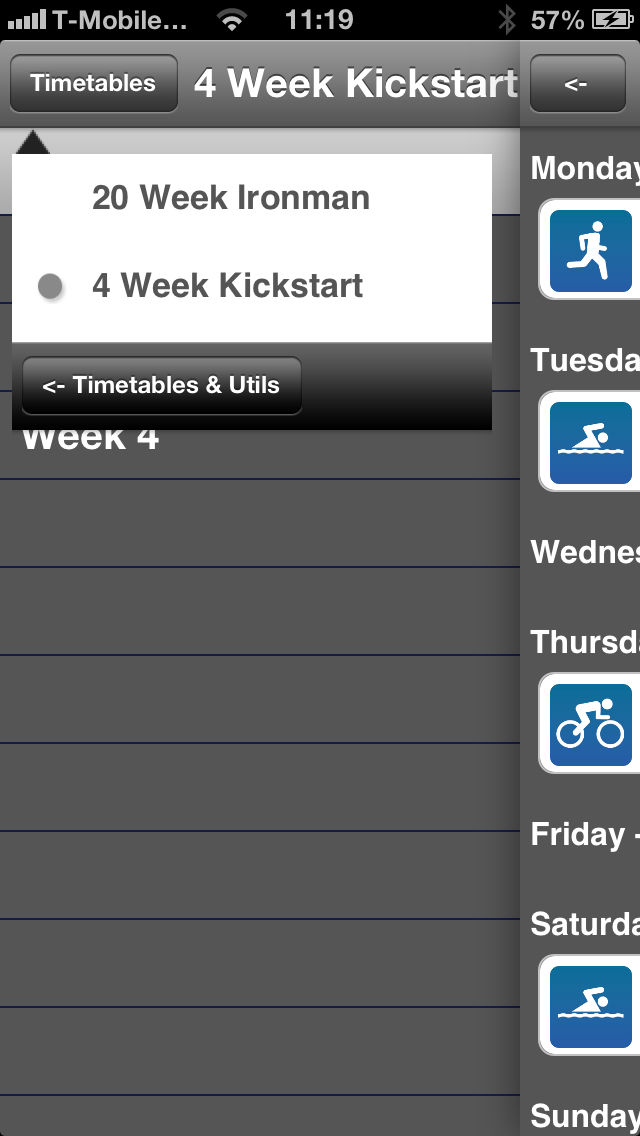 T-Mobile... 11:19 57%
Timetables 4 Week Kickstart <-
20 Week Ironman
4 Week Kickstart
<- Timetables & Utils
Week 4
Monday
Tuesda
Wednes
Thursda
Friday -
Saturda
Sunday